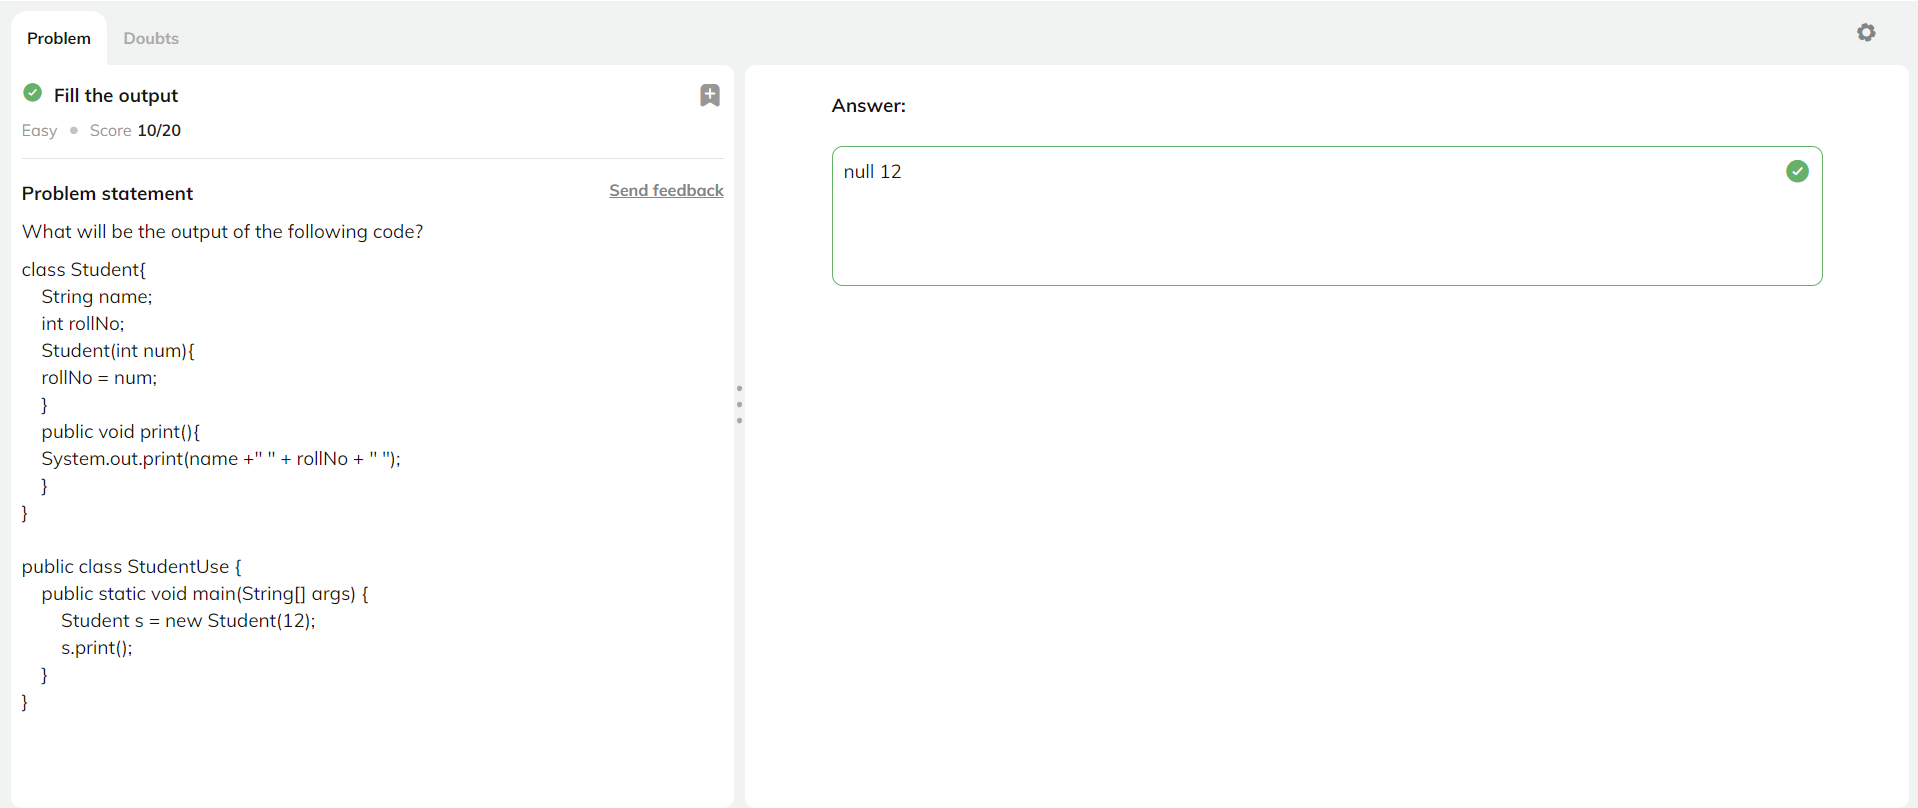 Problem
Doubts
Fill the output
Easy
Score 10/20
Problem statement
Send feedback
What will be the output of the following code?
class Student{
String name;
int rollNo;
Student(int num){
rollNo = num;
}
public void print(){
System.out.print(name +" " + rollNo + " ");
}
}
public class StudentUse {
public static void main(String[] args) {
Student s = new Student(12);
s.print();
}
}
Answer:
null 12